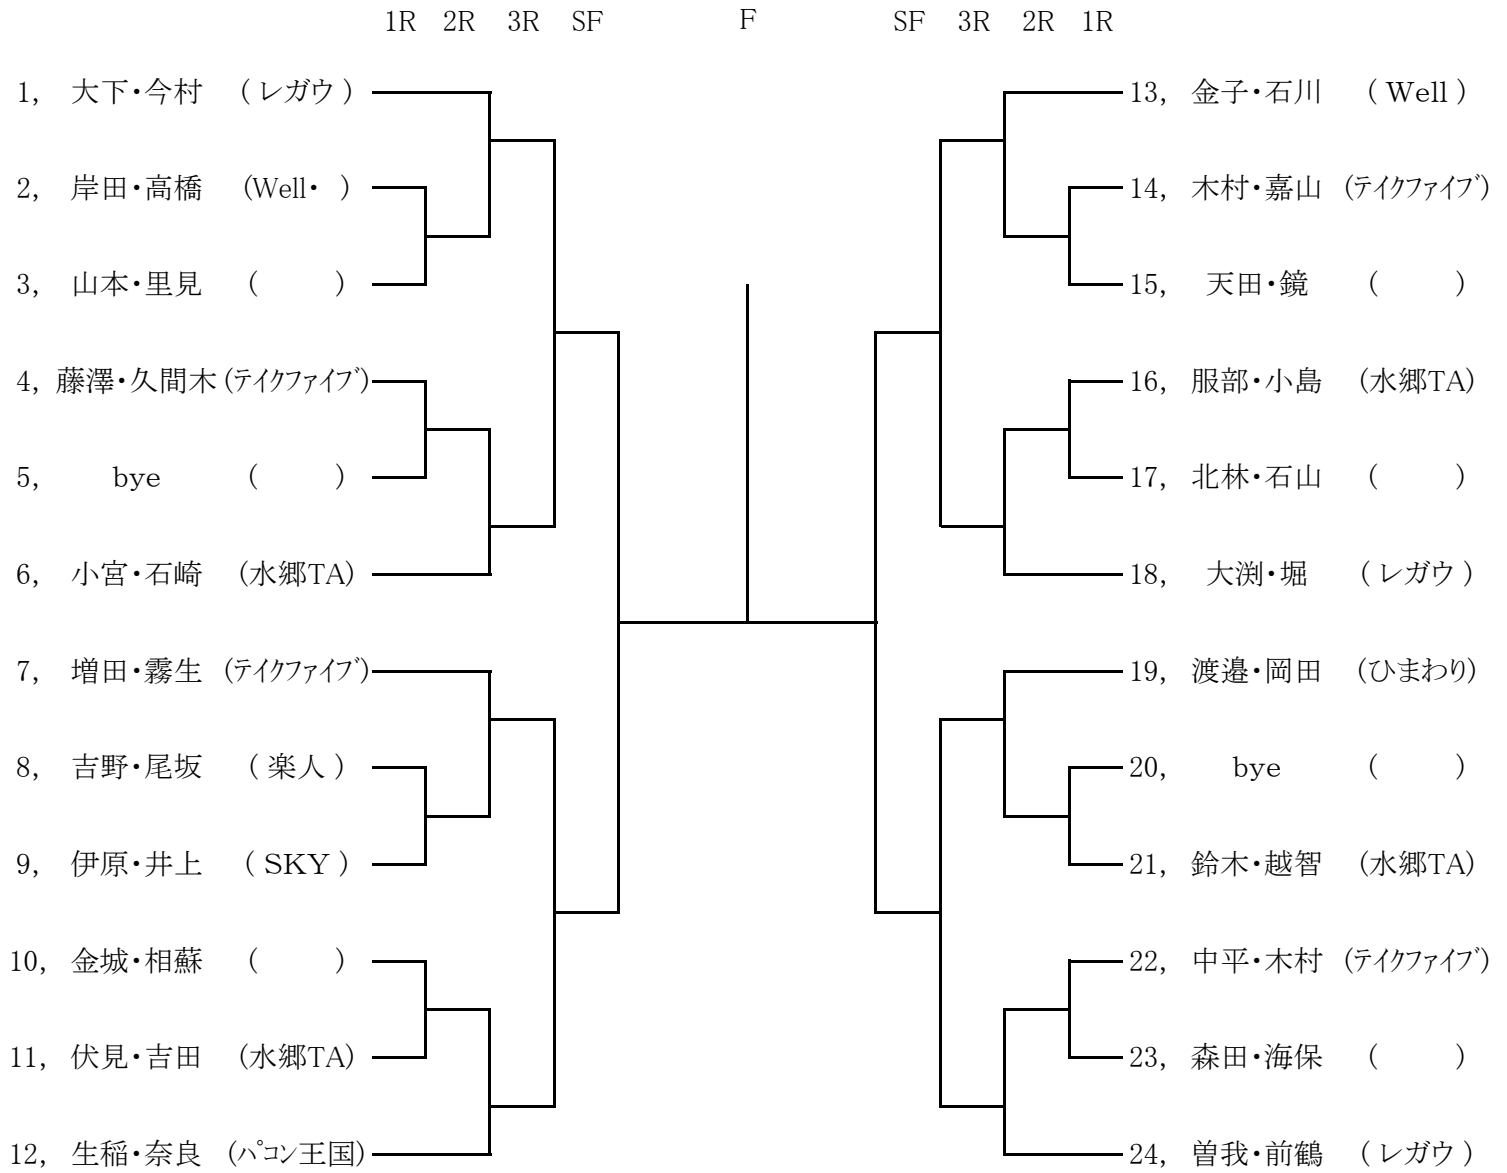 1R 2R 3R SF F SF 3R 2R 1R
1, 大下・今村 (レガウ)
2, 岸田・高橋 (Well・ )
3, 山本・里見 ( )
4, 藤澤・久間木 (テイクファイブ)
5, bye ( )
6, 小宮・石崎 (水郷TA)
7, 増田・霧生 (テイクファイブ)
8, 吉野・尾坂 (楽人)
9, 伊原・井上 (SKY)
10, 金城・相蘇 ( )
11, 伏見・吉田 (水郷TA)
12, 生稲・奈良 (パコン王国)
13, 金子・石川 (Well)
14, 木村・嘉山 (テイクファイブ)
15, 天田・鏡 ( )
16, 服部・小島 (水郷TA)
17, 北林・石山 ( )
18, 大渕・堀 (レガウ)
19, 渡邉・岡田 (ひまわり)
20, bye ( )
21, 鈴木・越智 (水郷TA)
22, 中平・木村 (テイクファイブ)
23, 森田・海保 ( )
24, 曽我・前鶴 (レガウ)